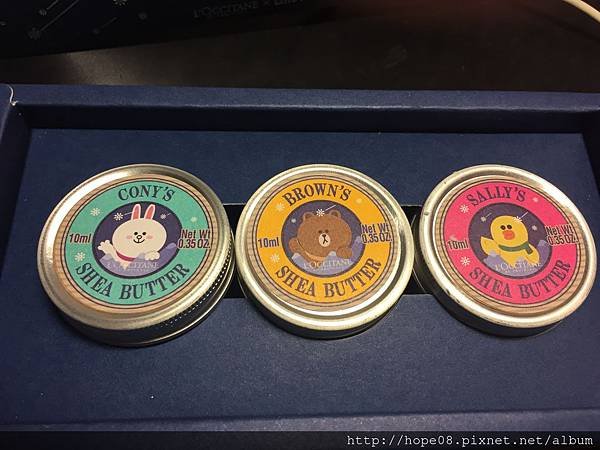 L'OCCITANE × LINE
CONY'S
10ml
Net Wt
0.35 OZ.
L'OCCITANE
SHEA BUTTER
BROWN'S
10ml
Net Wt
0.35 OZ.
L'OCCITANE
SHEA BUTTER
SALLY'S
10ml
Net Wt
0.35 OZ.
L'OCCITANE
SHEA BUTTER
http://hope08.pixnet.net/album